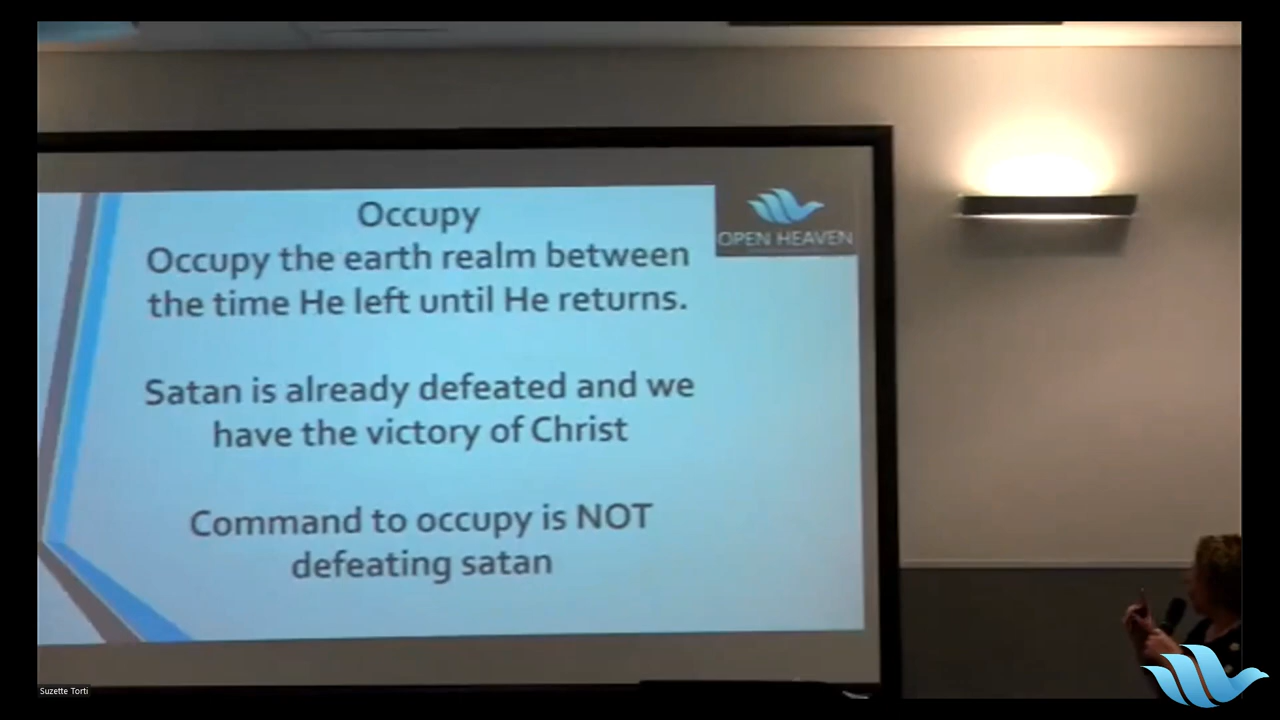 Occupy
Occupy the earth realm between
the time He left until He returns.
Satan is already defeated and we
have the victory of Christ
Command to occupy is NOT
defeating satan
OPEN HEAVEN
Suzette Torti